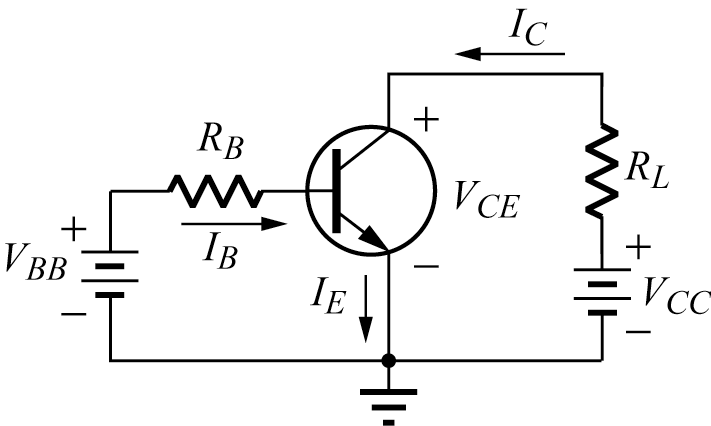 I_C
+
R_B
R_L
V_CE
+
I_B
+
V_BB
−
I_E
V_CC
−
−